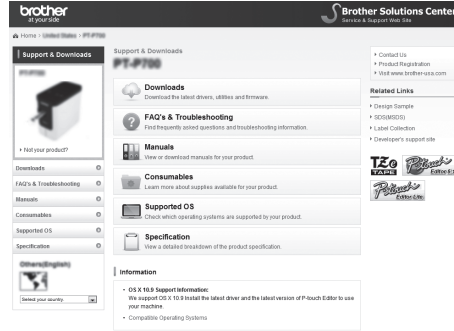 brother
at your side
Brother Solutions Center
Service & Support Web Site
Home > United States > PT-P700
Support & Downloads
PT-P700
Not your product?
Downloads
FAQ's & Troubleshooting
Manuals
Consumables
Supported OS
Specification
Others(English)
Select your country
Support & Downloads
PT-P700
Downloads
Download the latest drivers, utilities and firmware.
FAQ's & Troubleshooting
Find frequently asked questions and troubleshooting information.
Manuals
View or download manuals for your product.
Consumables
Learn more about supplies available for your product.
Supported OS
Check which operating systems are supported by your product.
Specification
View a detailed breakdown of the product specification.
Information
• OS X 10.9 Support Information:
We support OS X 10.9 Install the latest driver and the latest version of P-touch Editor to use
your machine.
• Compatible Operating Systems
Contact Us
Product Registration
Visit www.brother-usa.com
Related Links
Design Sample
SDS(MSDS)
Label Collection
Developer's support site
TZe
TAPE
P-touch
Editor
P-touch
Editor Lite